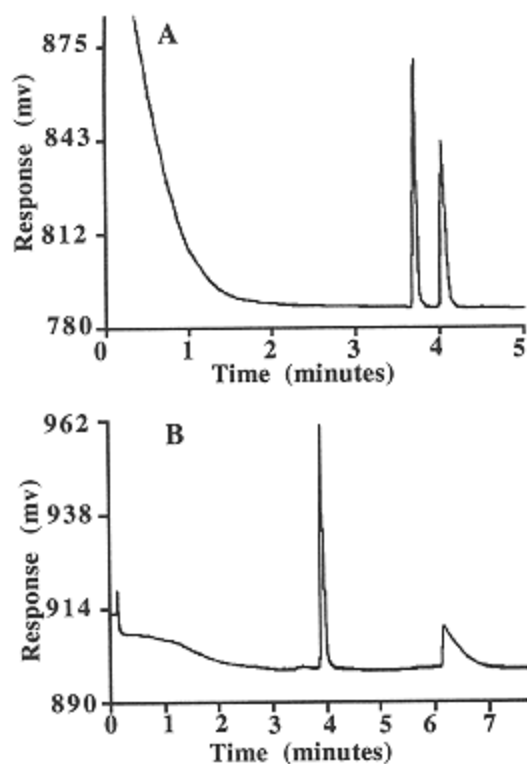 A
875
843
812
780
Response (mv)
0 1 2 3 4 5
Time (minutes)
B
962
938
914
890
Response (mv)
0 1 2 3 4 5 6 7
Time (minutes)